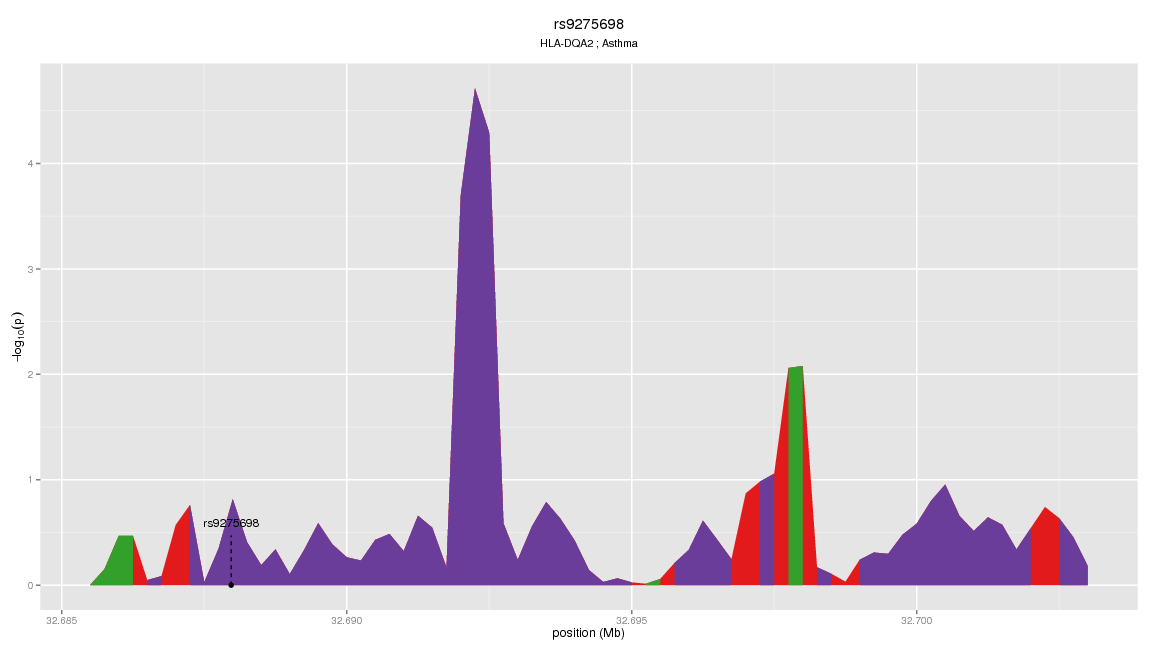 rs9275698
HLA-DQA2 ; Asthma
4
3
2
1
0
−log10(p)
rs9275698
32.685 32.690 32.695 32.700
position (Mb)